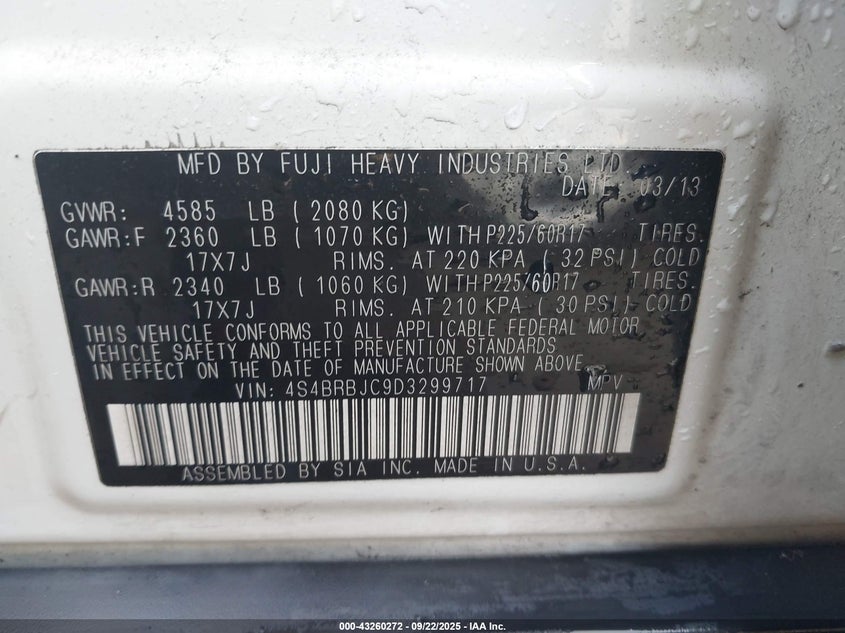 MFD BY FUJI HEAVY INDUSTRIES LTD
DATE 03/13
GVWR: 4585 LB ( 2080 KG)
GAWR:F 2360 LB ( 1070 KG) WITH P225/60R17 TIRES.
17X7J RIMS. AT 220 KPA ( 32 PSI) COLD
GAWR:R 2340 LB ( 1060 KG) WITH P225/60R17 TIRES.
17X7J RIMS. AT 210 KPA ( 30 PSI) COLD
THIS VEHICLE CONFORMS TO ALL APPLICABLE FEDERAL MOTOR
VEHICLE SAFETY AND THEFT PREVENTION STANDARDS
IN EFFECT ON THE DATE OF MANUFACTURE SHOWN ABOVE.
VIN: 4S4BRBJC9D3299717 MPV
ASSEMBLED BY SIA INC. MADE IN U.S.A.
000-43260272 - 09/22/2025 - IAA Inc.